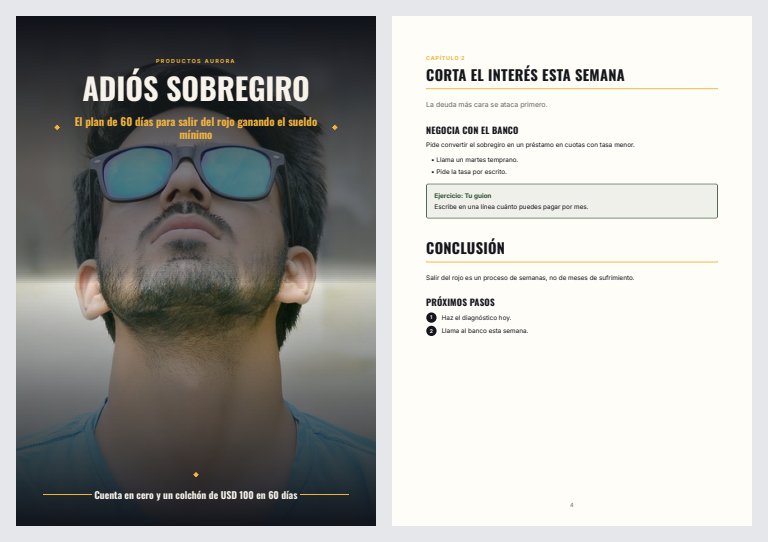 PRODUCTOS AURORA
ADIÓS SOBREGIRO
El plan de 60 días para salir del rojo ganando el sueldo
mínimo
Cuenta en cero y un colchón de USD 100 en 60 días
CAPÍTULO 2
CORTA EL INTERÉS ESTA SEMANA
La deuda más cara se ataca primero.
NEGOCIA CON EL BANCO
Pide convertir el sobregiro en un préstamo en cuotas con tasa menor.
• Llama un martes temprano.
• Pide la tasa por escrito.
Ejercicio: Tu guion
Escribe en una línea cuánto puedes pagar por mes.
CONCLUSIÓN
Salir del rojo es un proceso de semanas, no de meses de sufrimiento.
PRÓXIMOS PASOS
1 Haz el diagnóstico hoy.
2 Llama al banco esta semana.
4